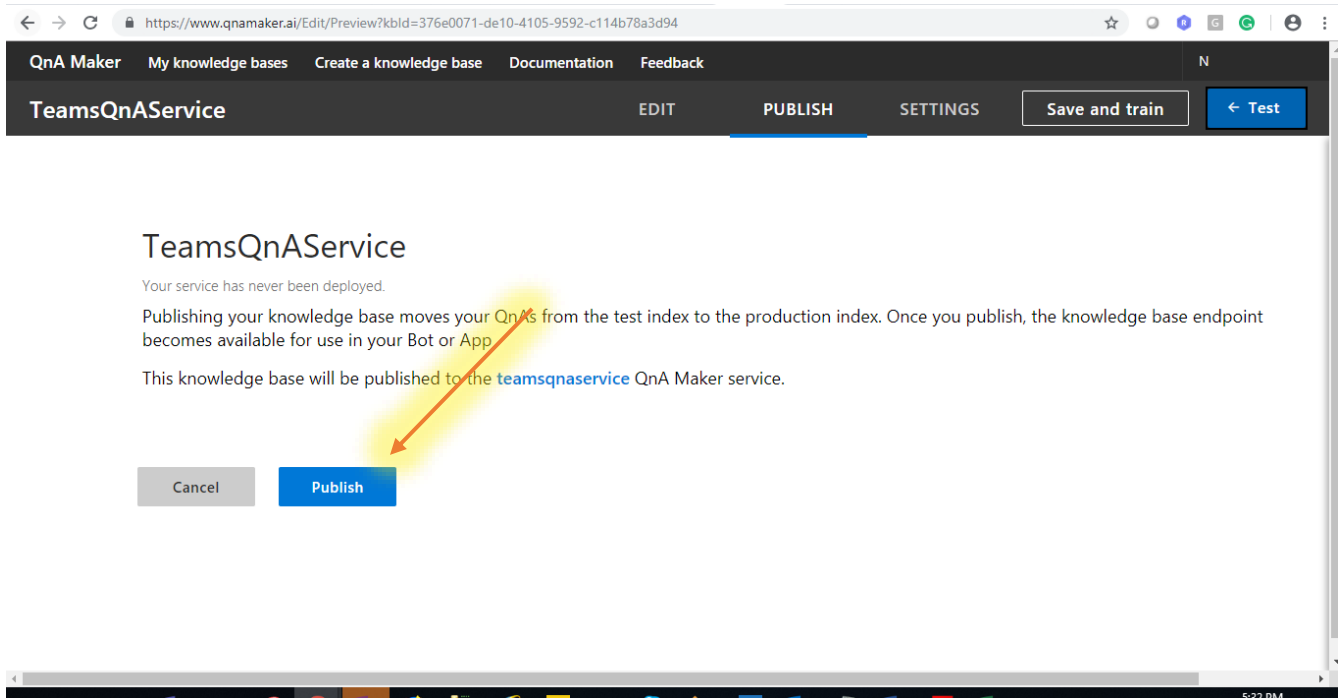 https://www.qnamaker.ai/Edit/Preview?kbId=376e0071-de10-4105-9592-c114b78a3d94
QnA Maker My knowledge bases Create a knowledge base Documentation Feedback N
TeamsQnAService EDIT PUBLISH SETTINGS Save and train ← Test
TeamsQnAService
Your service has never been deployed.
Publishing your knowledge base moves your QnAs from the test index to the production index. Once you publish, the knowledge base endpoint
becomes available for use in your Bot or App
This knowledge base will be published to the teamsqnaservice QnA Maker service.
Cancel Publish
5:32 PM